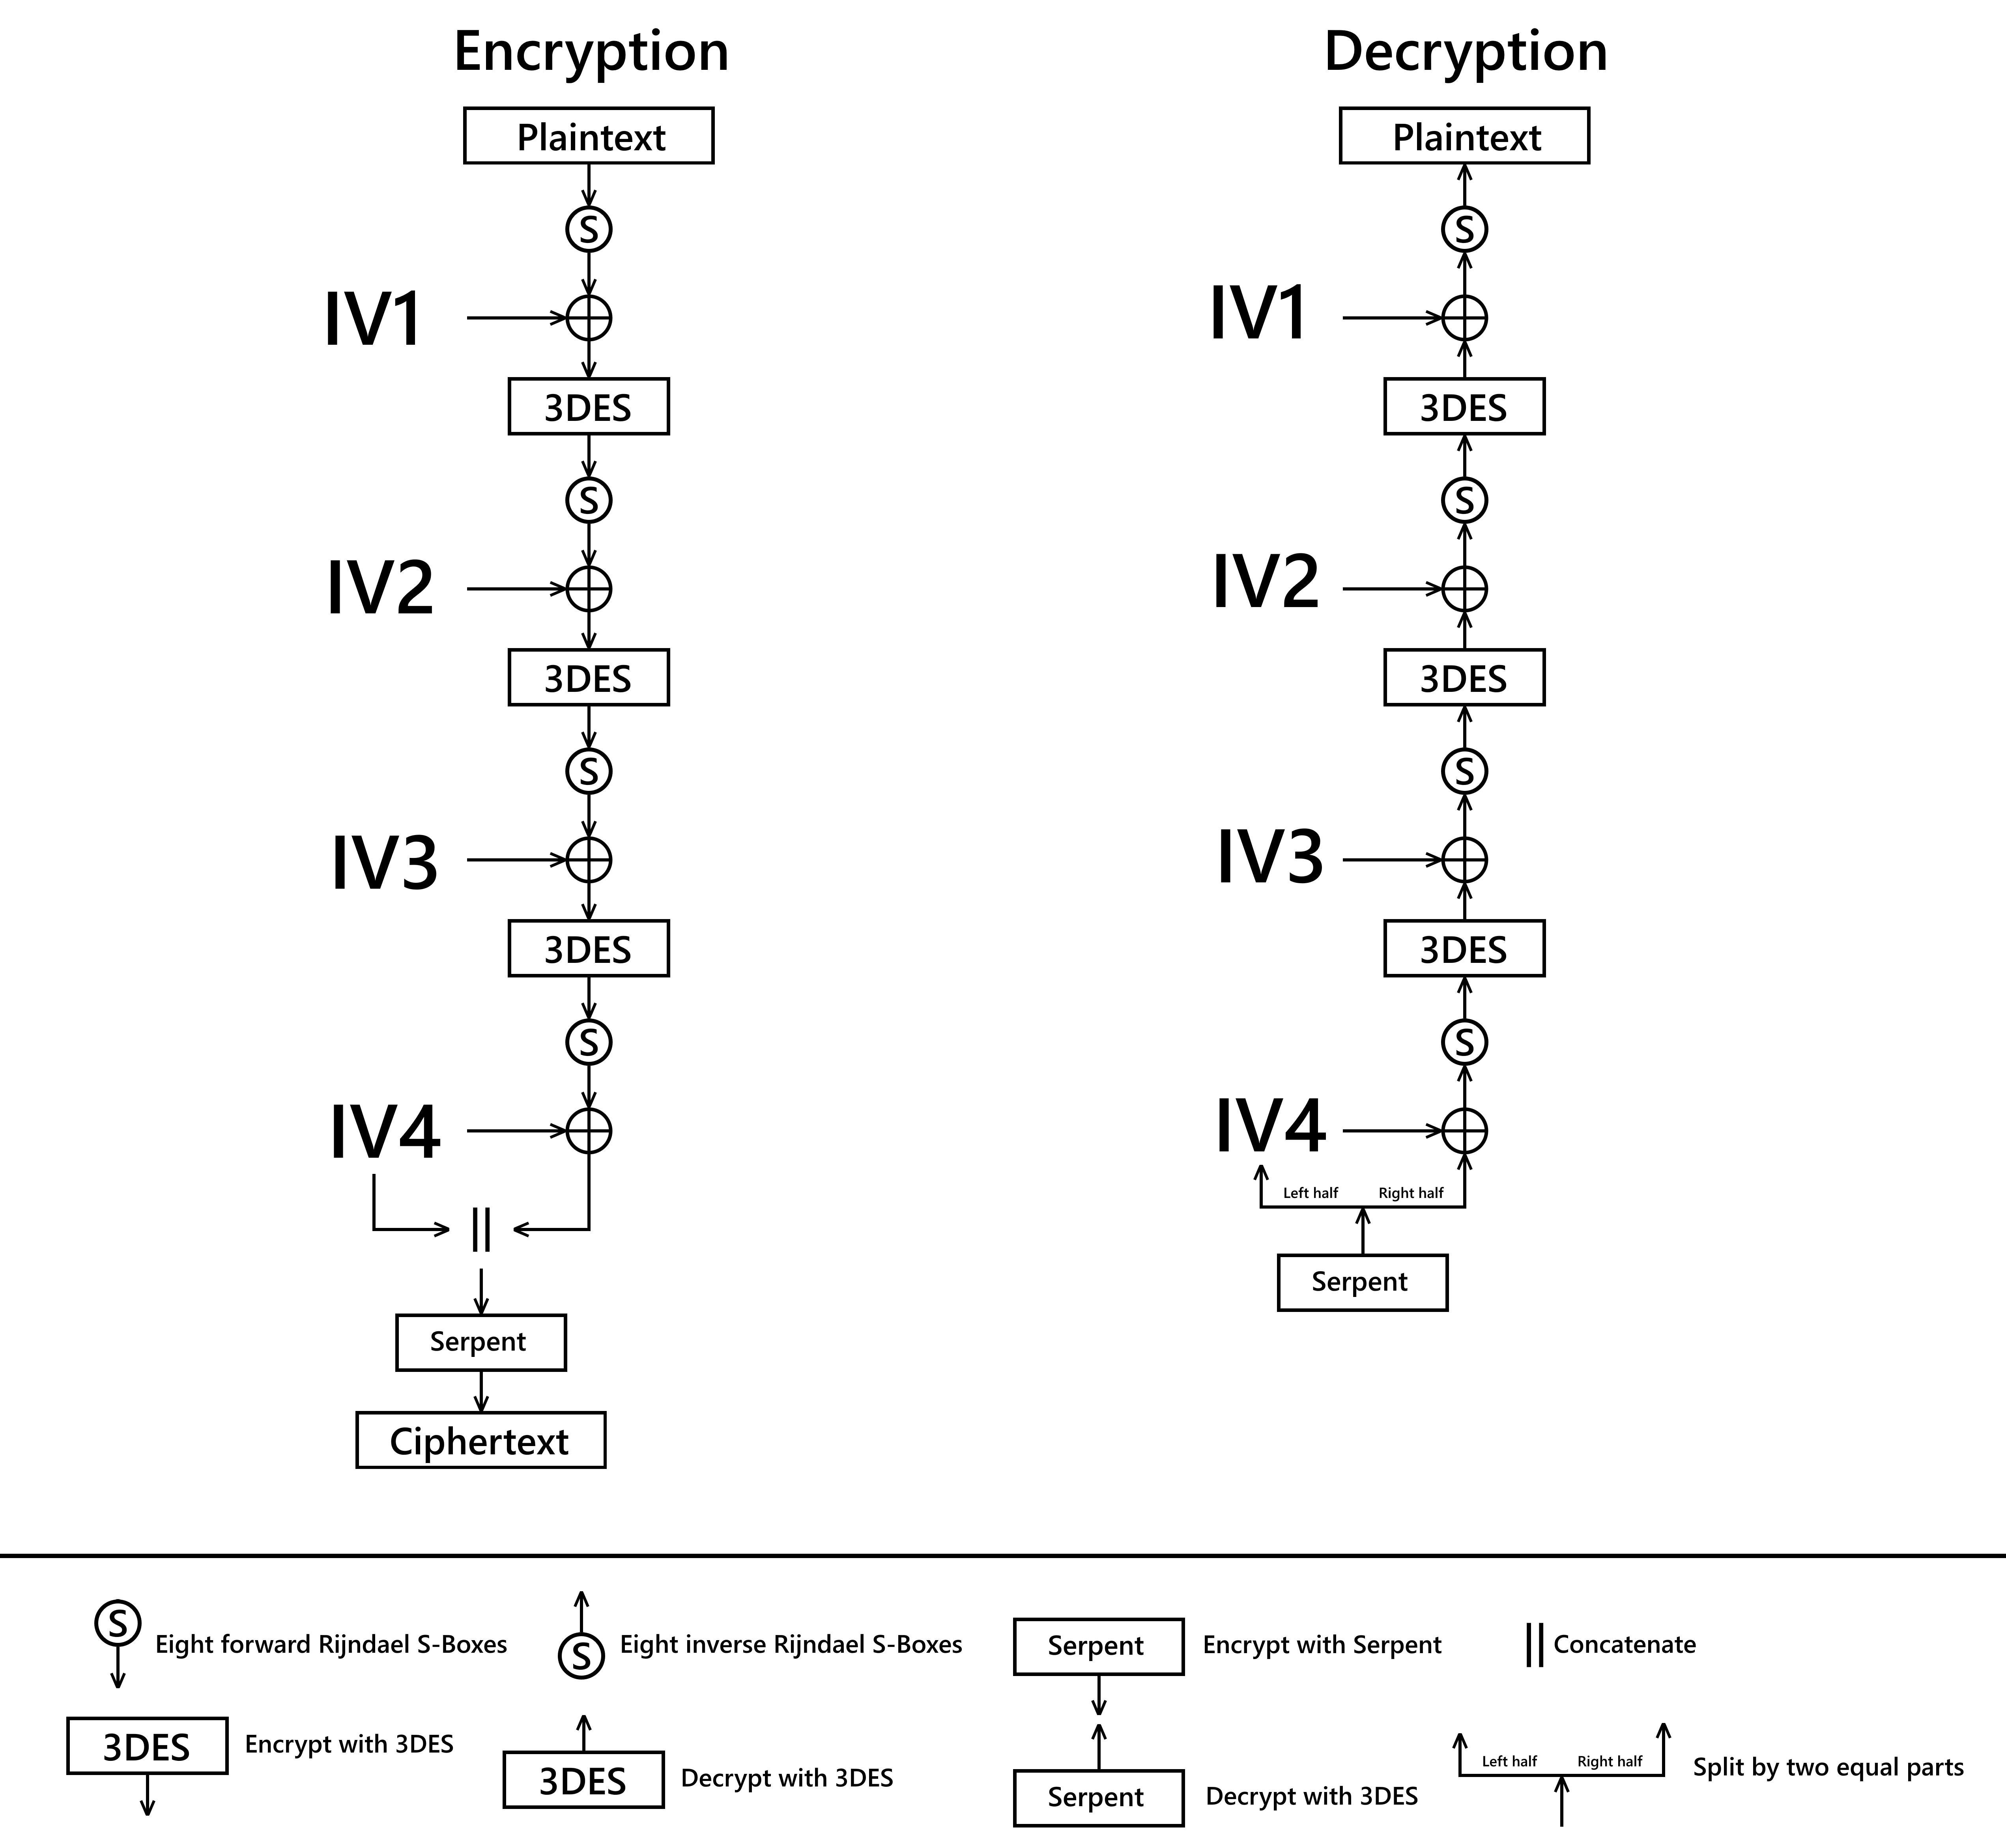 Encryption
Plaintext
S
IV1
3DES
S
IV2
3DES
S
IV3
3DES
S
IV4
||
Serpent
Ciphertext
Decryption
Plaintext
S
IV1
3DES
S
IV2
3DES
S
IV3
3DES
S
IV4
Left half Right half
Serpent
S Eight forward Rijndael S-Boxes
3DES Encrypt with 3DES
S Eight inverse Rijndael S-Boxes
3DES Decrypt with 3DES
Serpent Encrypt with Serpent
Serpent Decrypt with 3DES
|| Concatenate
Left half Right half Split by two equal parts